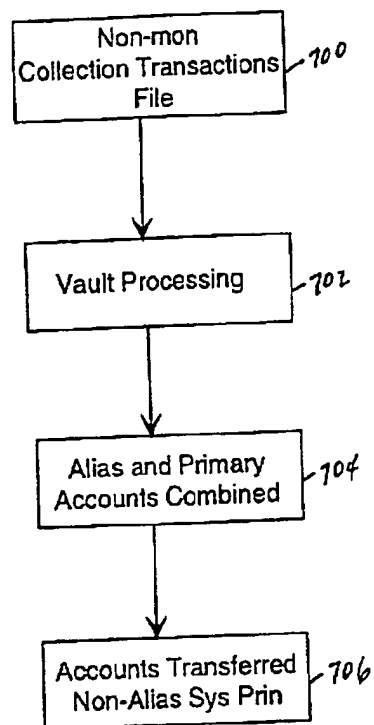 Non-mon
Collection Transactions
File
700
Vault Processing
702
Alias and Primary
Accounts Combined
704
Accounts Transferred
Non-Alias Sys Prin
706